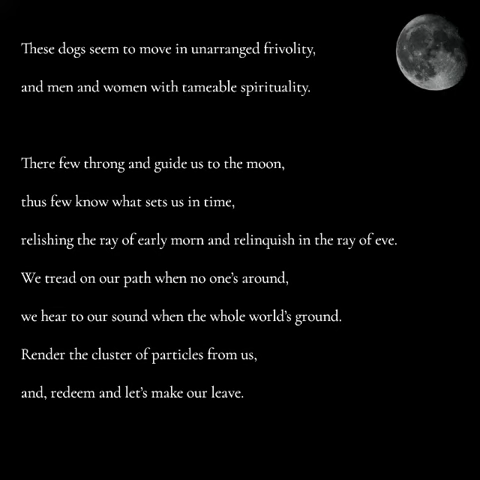 These dogs seem to move in unarranged frivolity,
and men and women with tameable spirituality.
There few throng and guide us to the moon,
thus few know what sets us in time,
relishing the ray of early morn and relinquish in the ray of eve.
We tread on our path when no one's around,
we hear to our sound when the whole world's ground.
Render the cluster of particles from us,
and, redeem and let's make our leave.